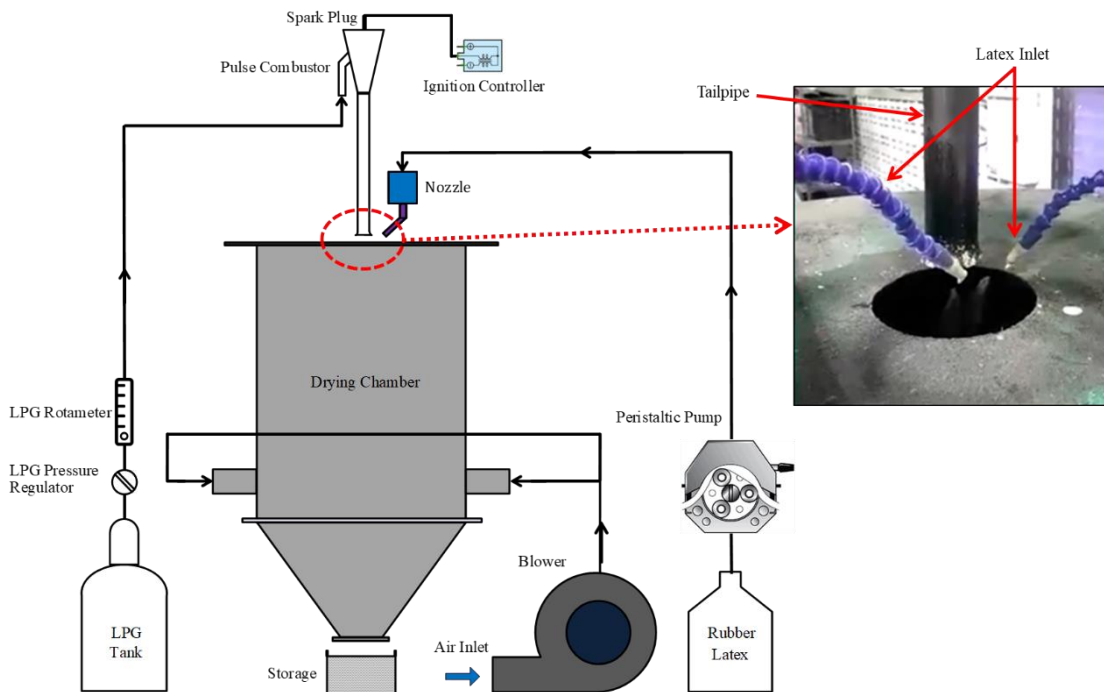 Spark Plug
Pulse Combustor
Ignition Controller
Latex Inlet
Tailpipe
Nozzle
Drying Chamber
LPG Rotameter
Peristaltic Pump
LPG Pressure
Regulator
Blower
LPG
Tank
Air Inlet
Rubber
Latex
Storage